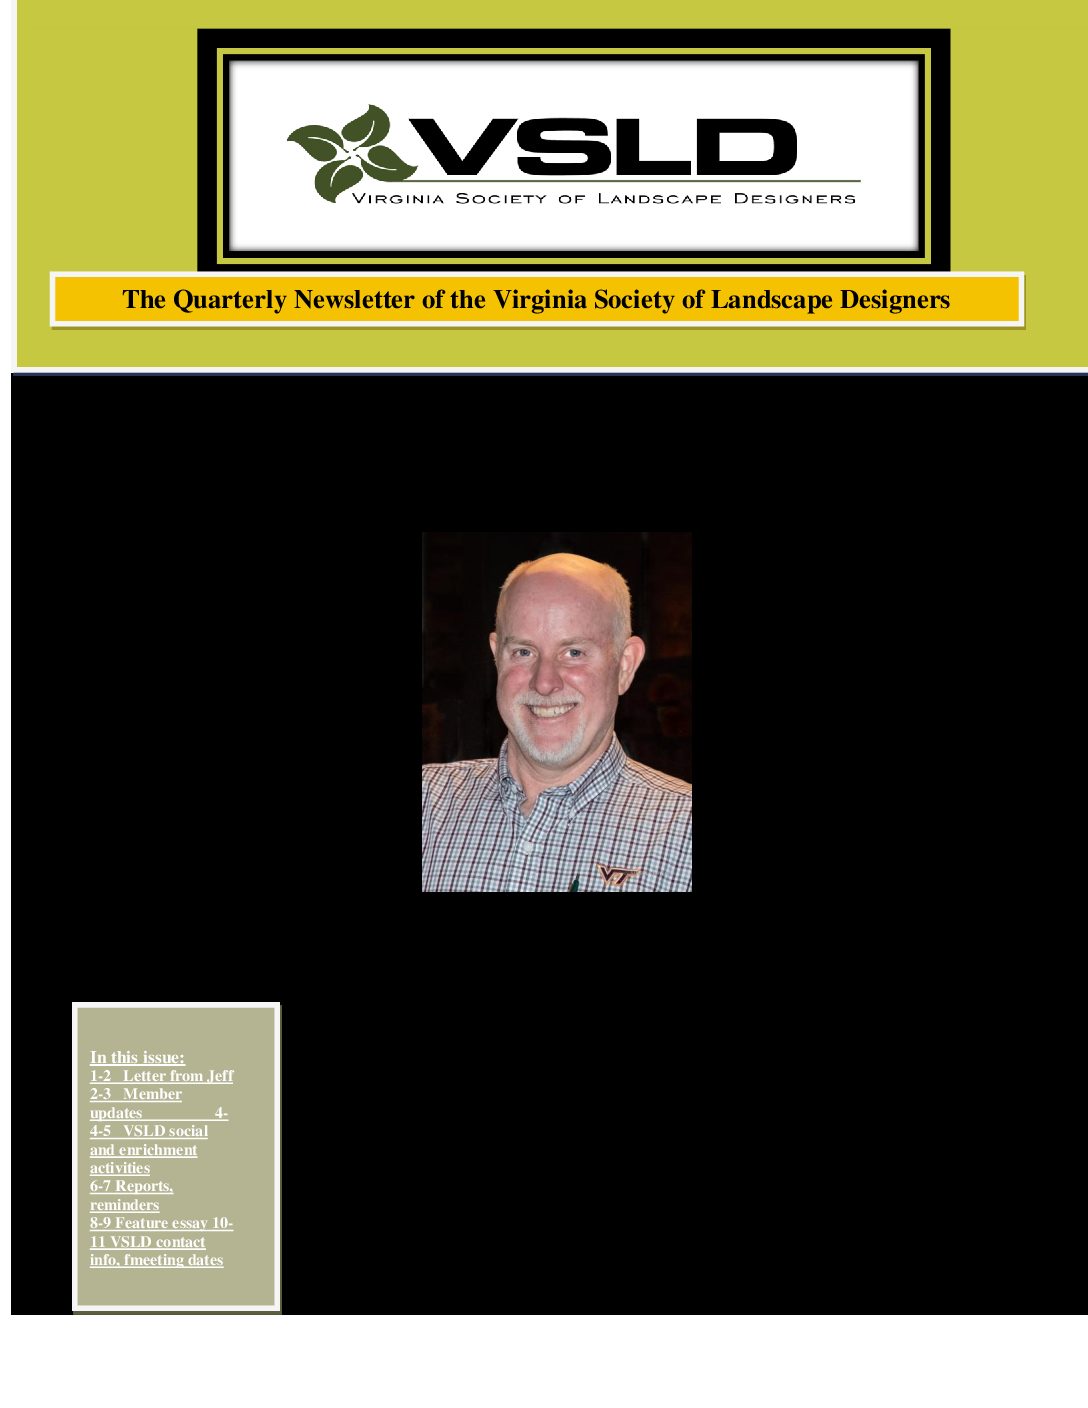 VSLD
VIRGINIA SOCIETY OF LANDSCAPE DESIGNERS
The Quarterly Newsletter of the Virginia Society of Landscape Designers
VT
In this issue:
1-2 Letter from Jeff
2-3 Member
updates 4-
4-5 VSLD social
and enrichment
activities
6-7 Reports,
reminders
8-9 Feature essay 10-
11 VSLD contact
info, fmeeting dates